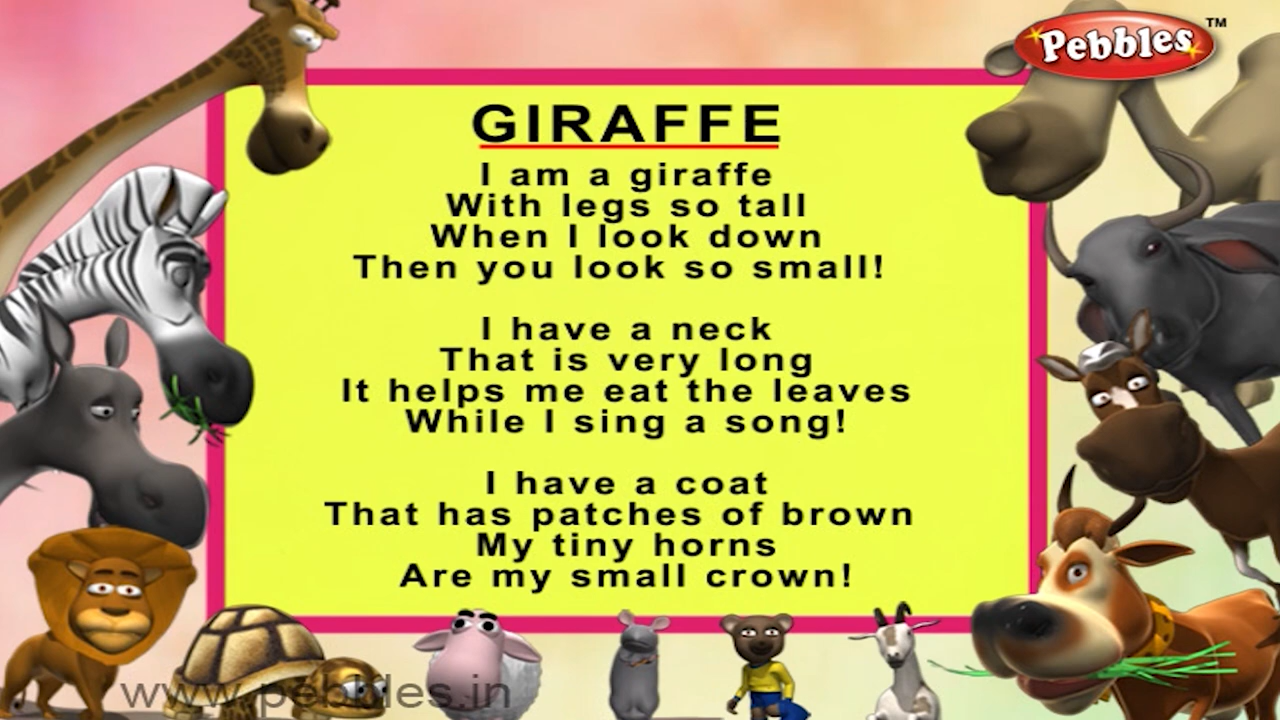 Pebbles™
GIRAFFE
I am a giraffe
With legs so tall
When I look down
Then you look so small!
I have a neck
That is very long
It helps me eat the leaves
While I sing a song!
I have a coat
That has patches of brown
My tiny horns
Are my small crown!
www.pebbles.in